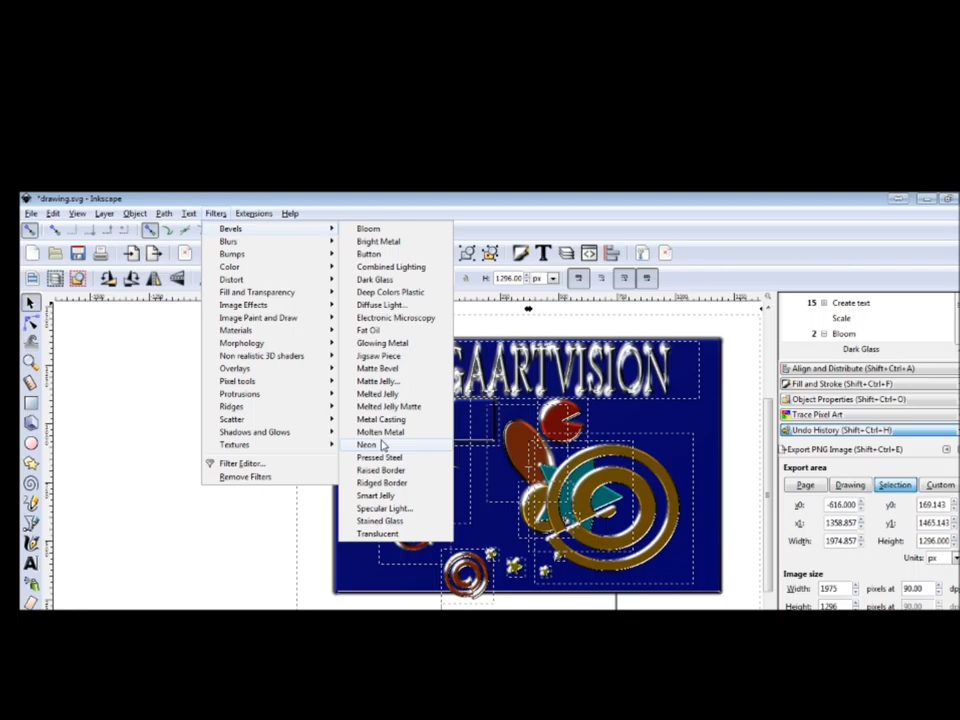 *drawing.svg - Inkscape
File Edit View Layer Object Path Text Filters Extensions Help
Bevels
Blurs
Bumps
Color
Distort
Fill and Transparency
Image Effects
Image Paint and Draw
Materials
Morphology
Non realistic 3D shaders
Overlays
Pixel tools
Protrusions
Ridges
Scatter
Shadows and Glows
Textures
Filter Editor...
Remove Filters
Bloom
Bright Metal
Button
Combined Lighting
Dark Glass
Deep Colors Plastic
Diffuse Light...
Electronic Microscopy
Fat Oil
Glowing Metal
Jigsaw Piece
Matte Bevel
Matte Jelly...
Melted Jelly
Melted Jelly Matte
Metal Casting
Molten Metal
Neon
Pressed Steel
Raised Border
Ridged Border
Smart Jelly
Specular Light...
Stained Glass
Translucent
H: 1296.00 px
GAARTVISION
15 Create text
Scale
2 Bloom
Dark Glass
Align and Distribute (Shift+Ctrl+A)
Fill and Stroke (Shift+Ctrl+F)
Object Properties (Shift+Ctrl+O)
Trace Pixel Art
Undo History (Shift+Ctrl+H)
Export PNG Image (Shift+Ctrl+E)
Export area
Page Drawing Selection Custom
x0: -616.000 y0: 169.143
x1: 1358.857 y1: 1465.143
Width: 1974.857 Height: 1296.000
Units: px
Image size
Width: 1975 pixels at 90.00 dp
Height: 1296 pixels at 90.00